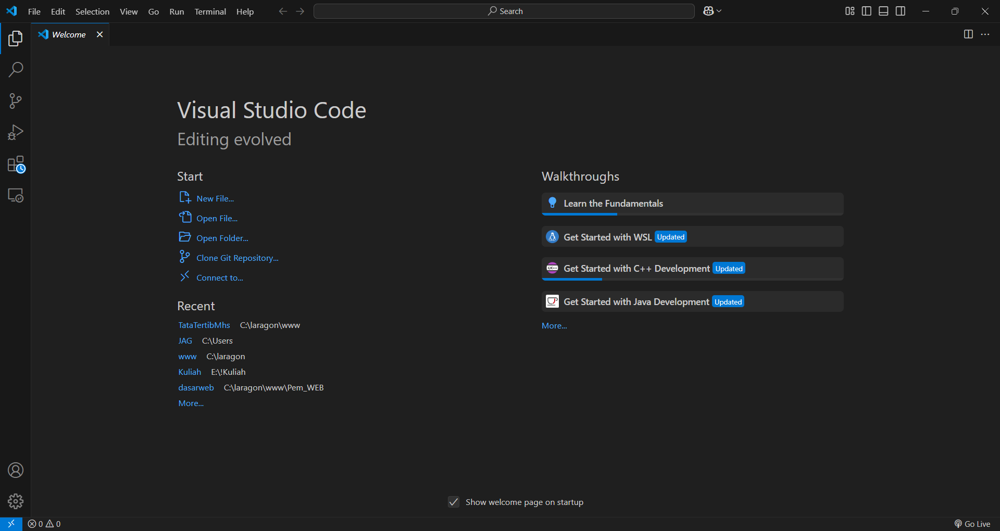 File Edit Selection View Go Run Terminal Help Search
Welcome
Visual Studio Code
Editing evolved
Start
New File...
Open File...
Open Folder...
Clone Git Repository...
Connect to...
Recent
TataTertibMhs C:\laragon\www
JAG C:\Users
www C:\laragon
Kuliah E:\!Kuliah
dasarweb C:\laragon\www\Pem_WEB
More...
Walkthroughs
Learn the Fundamentals
Get Started with WSL Updated
C/C++ Get Started with C++ Development Updated
Get Started with Java Development Updated
More...
Show welcome page on startup
0 0 Go Live